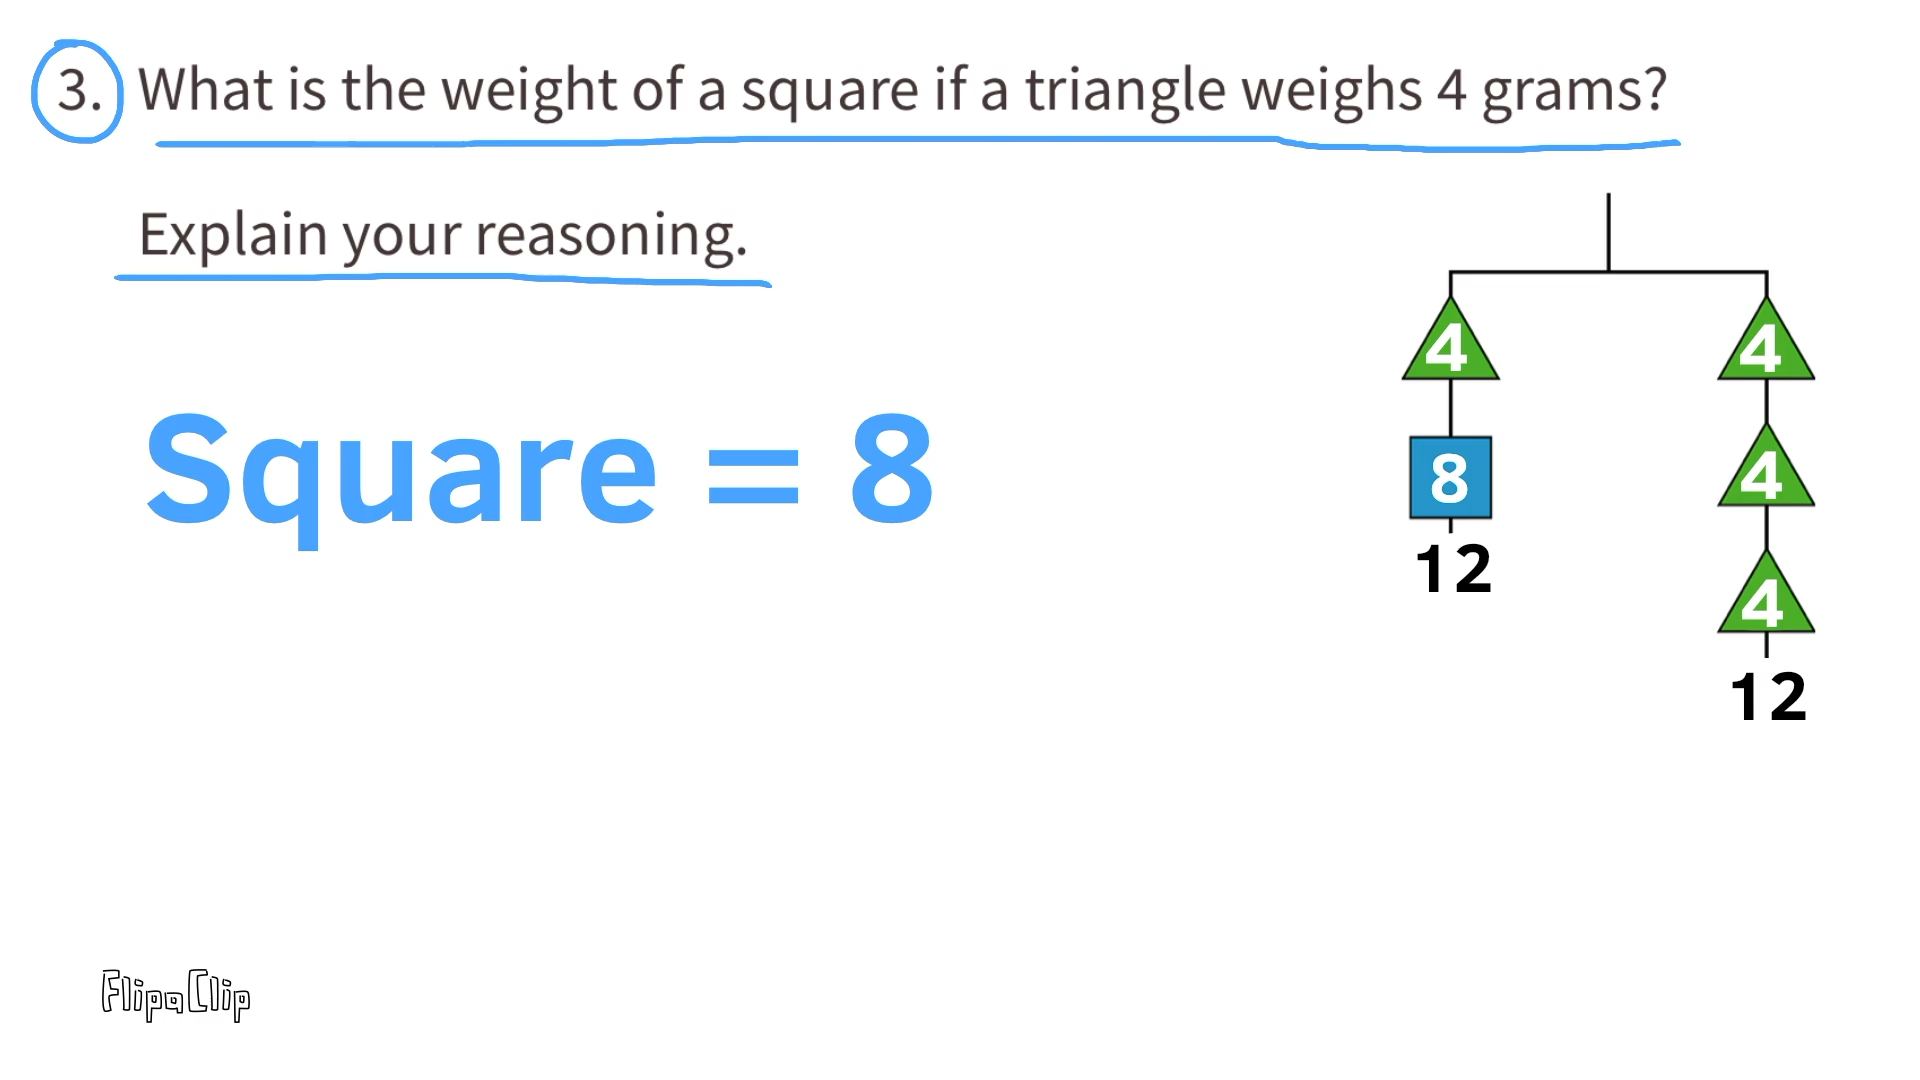 3. What is the weight of a square if a triangle weighs 4 grams?
Explain your reasoning.
Square = 8
4 4
8 4
12 4
12
FlipaClip